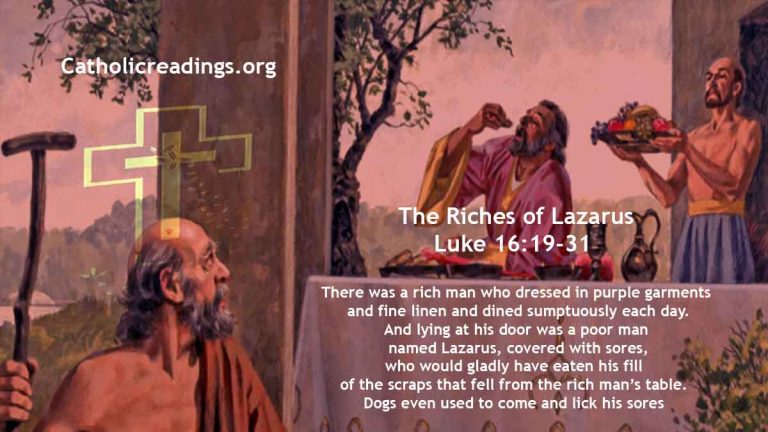 Catholicreadings.org
The Riches of Lazarus
Luke 16:19-31
There was a rich man who dressed in purple garments
and fine linen and dined sumptuously each day.
And lying at his door was a poor man
named Lazarus, covered with sores,
who would gladly have eaten his fill
of the scraps that fell from the rich man’s table.
Dogs even used to come and lick his sores